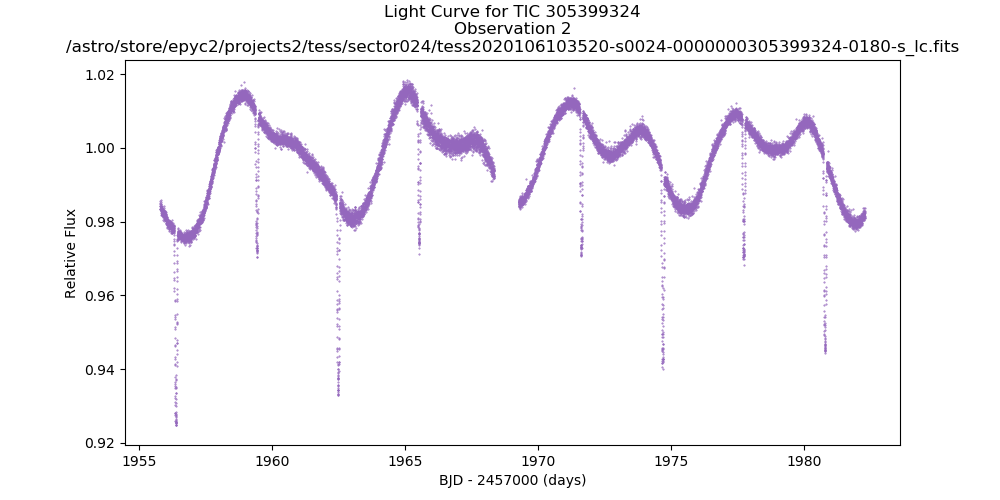 Light Curve for TIC 305399324
Observation 2
/astro/store/epyc2/projects2/tess/sector024/tess2020106103520-s0024-0000000305399324-0180-s_lc.fits
1.02
1.00
0.98
0.96
0.94
0.92
Relative Flux
1955
1960
1965
1970
1975
1980
BJD - 2457000 (days)